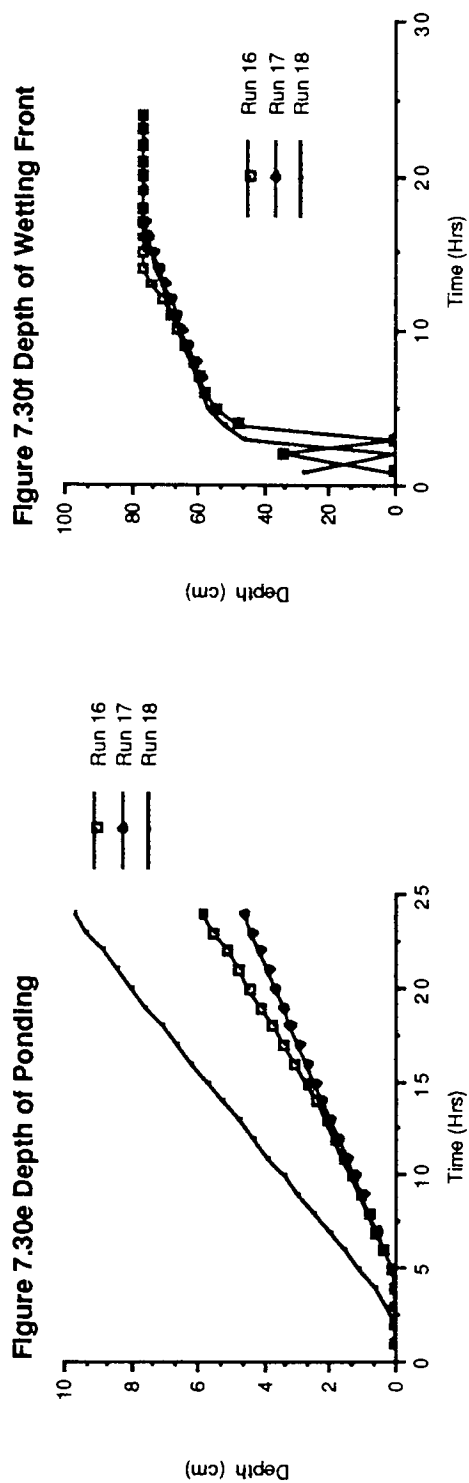 Figure 7.30e Depth of Ponding
Depth (cm)
10
8
6
4
2
0
0
5
10
15
20
25
Time (Hrs)
Run 16
Run 17
Run 18
Figure 7.30f Depth of Wetting Front
Depth (cm)
100
80
60
40
20
0
0
10
20
30
Time (Hrs)
Run 16
Run 17
Run 18